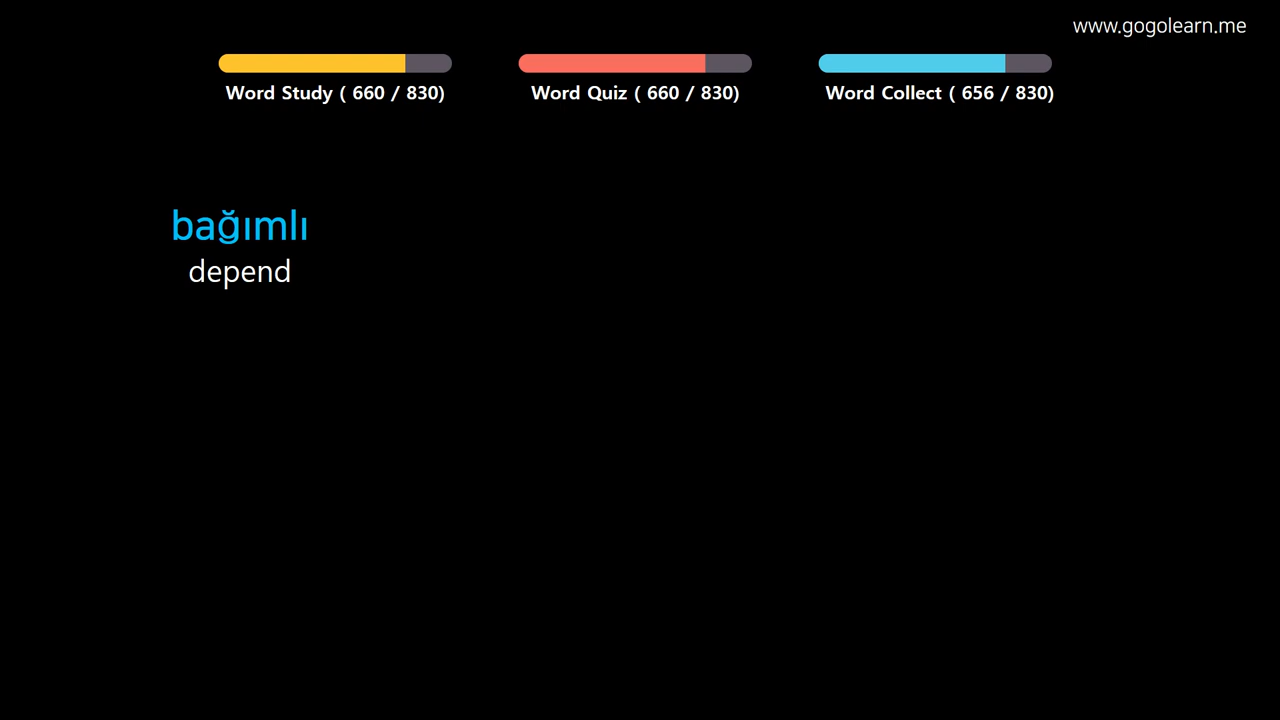 www.gogolearn.me
Word Study ( 660 / 830)
Word Quiz ( 660 / 830)
Word Collect ( 656 / 830)
bağımlı
depend